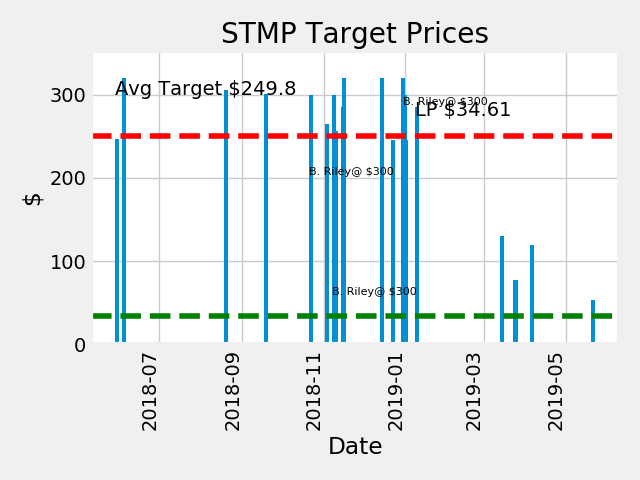 STMP Target Prices
Avg Target $249.8
B. Riley@ $300
LP $34.61
B. Riley@ $300
B. Riley@ $300
$
300
200
100
0
2018-07
2018-09
2018-11
2019-01
2019-03
2019-05
Date